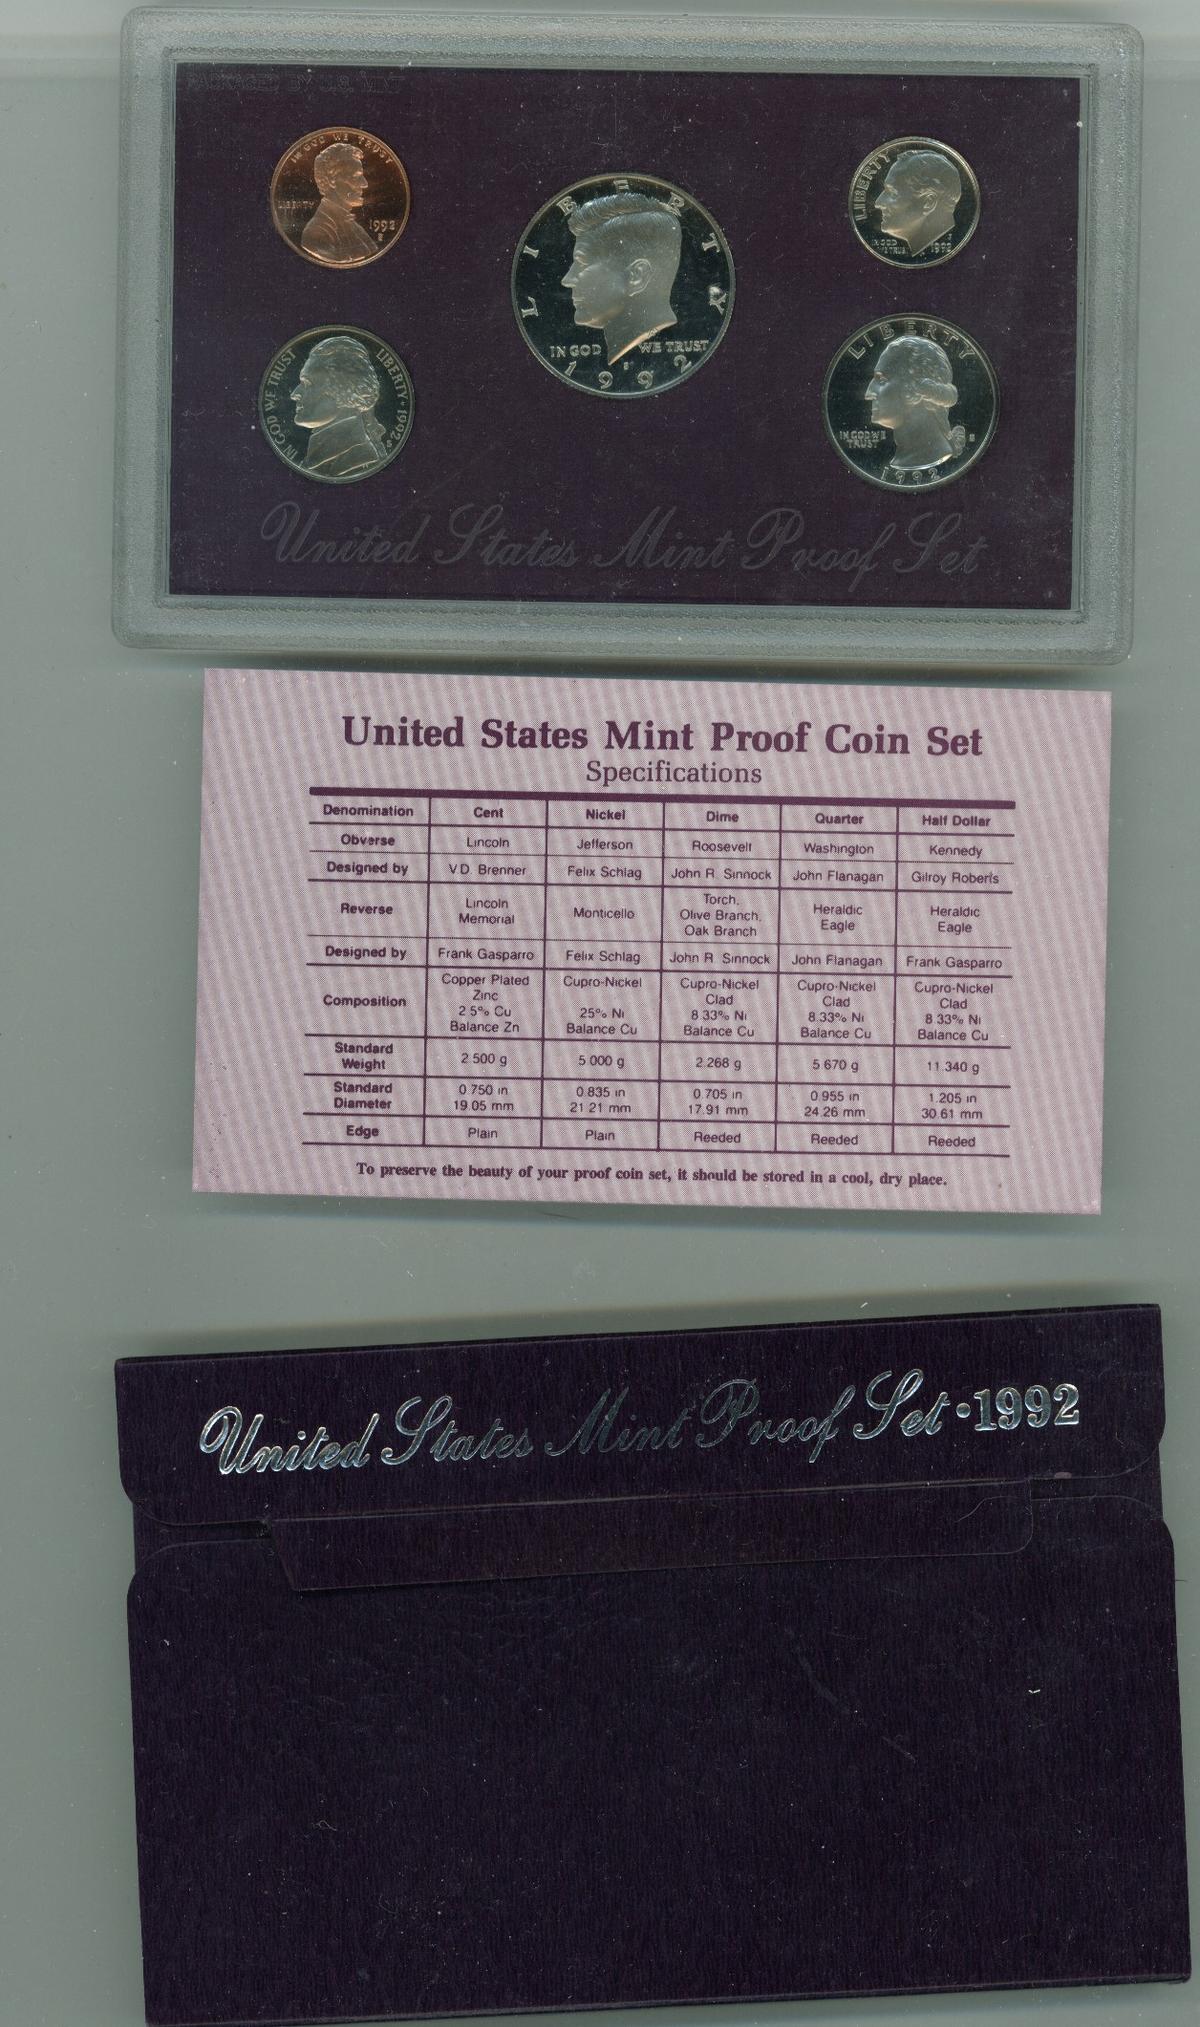 PACKAGED BY U.S. MINT
IN GOD WE TRUST
LIBERTY
1992
S
LIBERTY
IN GOD WE TRUST
1992
S
LIBERTY
IN GOD
WE TRUST
1992
IN GOD WE TRUST
LIBERTY • 1992
S
LIBERTY
IN GOD WE
TRUST
S
1992
United States Mint Proof Set
United States Mint Proof Coin Set
Specifications
Denomination Cent Nickel Dime Quarter Half Dollar
Obverse Lincoln Jefferson Roosevelt Washington Kennedy
Designed by V.D. Brenner Felix Schlag John R. Sinnock John Flanagan Gilroy Roberts
Reverse Lincoln Memorial Monticello Torch, Olive Branch, Oak Branch Heraldic Eagle Heraldic Eagle
Designed by Frank Gasparro Felix Schlag John R. Sinnock John Flanagan Frank Gasparro
Composition Copper Plated Zinc 2.5% Cu Balance Zn Cupro-Nickel 25% Ni Balance Cu Cupro-Nickel Clad 8.33% Ni Balance Cu Cupro-Nickel Clad 8.33% Ni Balance Cu Cupro-Nickel Clad 8.33% Ni Balance Cu
Standard Weight 2.500 g 5.000 g 2.268 g 5.670 g 11.340 g
Standard Diameter 0.750 in 19.05 mm 0.835 in 21.21 mm 0.705 in 17.91 mm 0.955 in 24.26 mm 1.205 in 30.61 mm
Edge Plain Plain Reeded Reeded Reeded
To preserve the beauty of your proof coin set, it should be stored in a cool, dry place.
United States Mint Proof Set • 1992